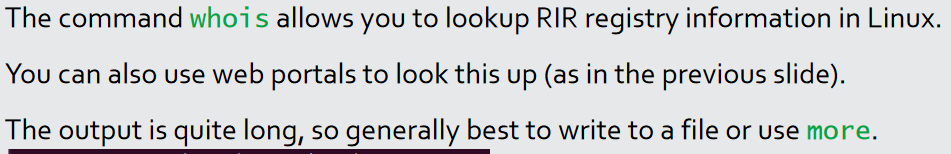 The command whois allows you to lookup RIR registry information in Linux.
You can also use web portals to look this up (as in the previous slide).
The output is quite long, so generally best to write to a file or use more.